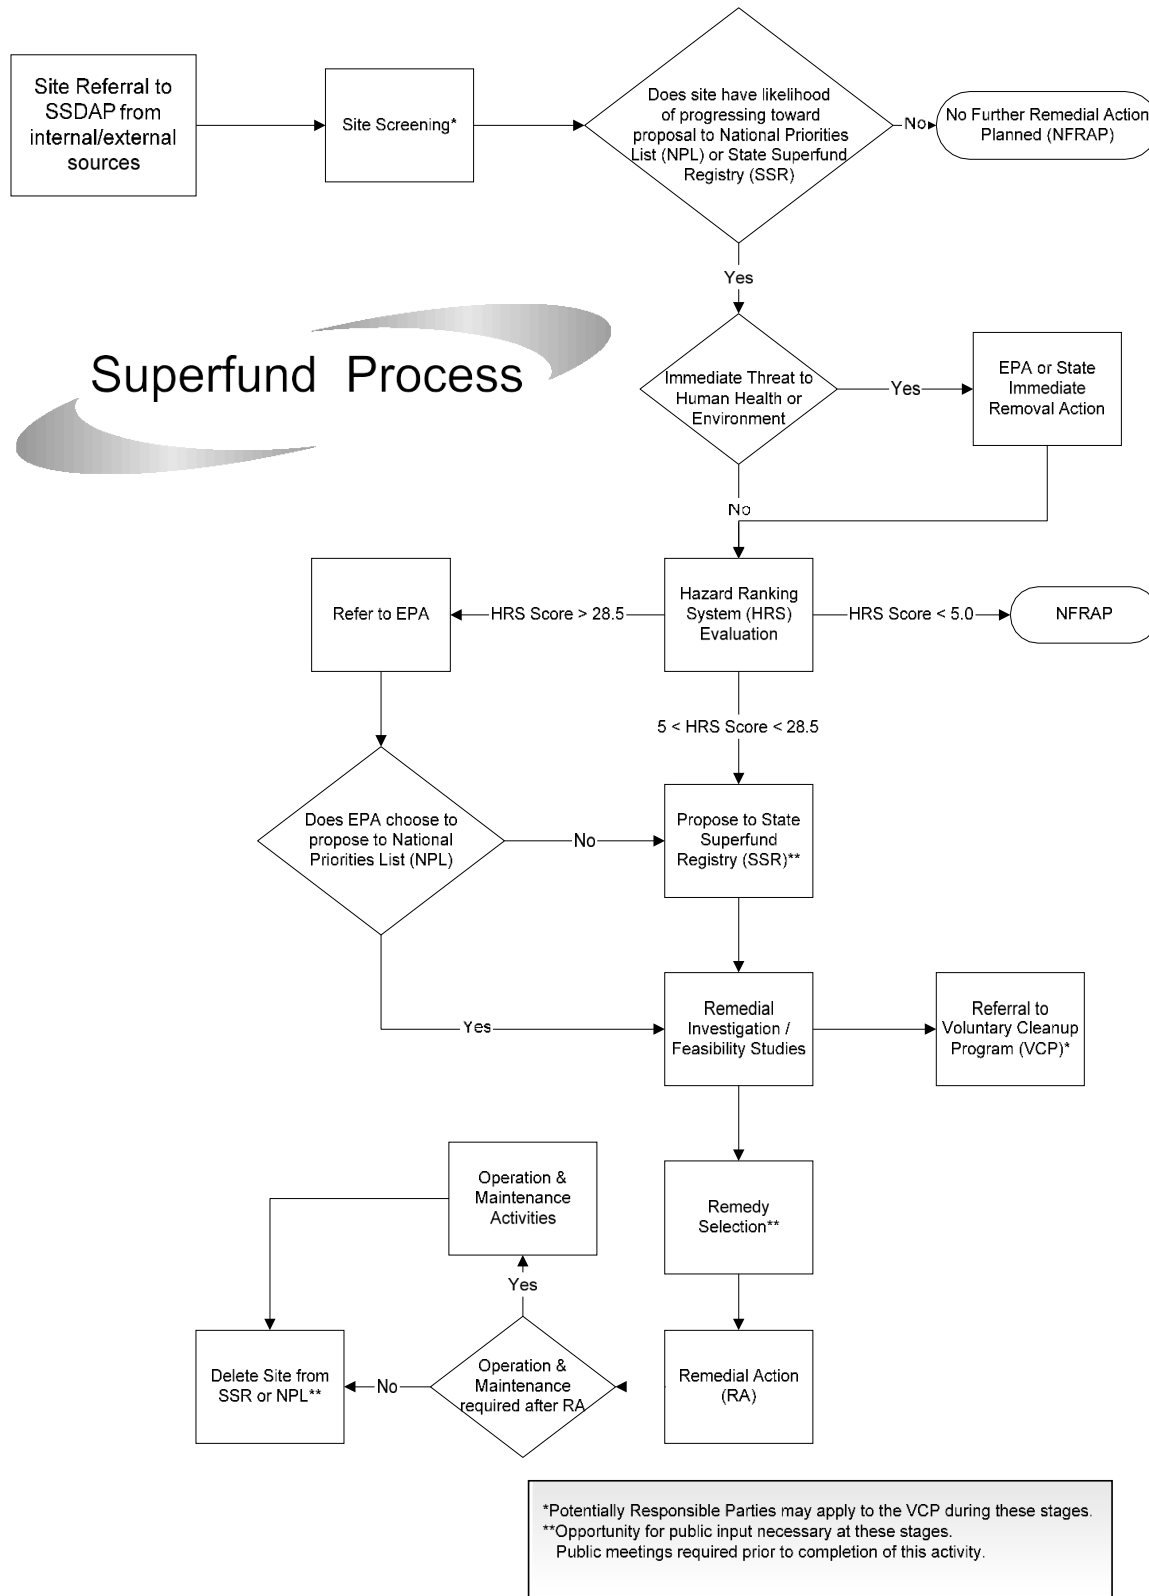 Site Referral to
SSDAP from
internal/external
sources
Site Screening*
Does site have likelihood
of progressing toward
proposal to National Priorities
List (NPL) or State Superfund
Registry (SSR)
No
No Further Remedial Action
Planned (NFRAP)
Yes
Superfund Process
Immediate Threat to
Human Health or
Environment
Yes
EPA or State
Immediate
Removal Action
No
Refer to EPA
HRS Score > 28.5
Hazard Ranking
System (HRS)
Evaluation
HRS Score < 5.0
NFRAP
5 < HRS Score < 28.5
Does EPA choose to
propose to National
Priorities List (NPL)
No
Propose to State
Superfund
Registry (SSR)**
Yes
Remedial
Investigation /
Feasibility Studies
Referral to
Voluntary Cleanup
Program (VCP)*
Operation &
Maintenance
Activities
Remedy
Selection**
Yes
Delete Site from
SSR or NPL**
No
Operation &
Maintenance
required after RA
Remedial Action
(RA)
*Potentially Responsible Parties may apply to the VCP during these stages.
**Opportunity for public input necessary at these stages.
Public meetings required prior to completion of this activity.